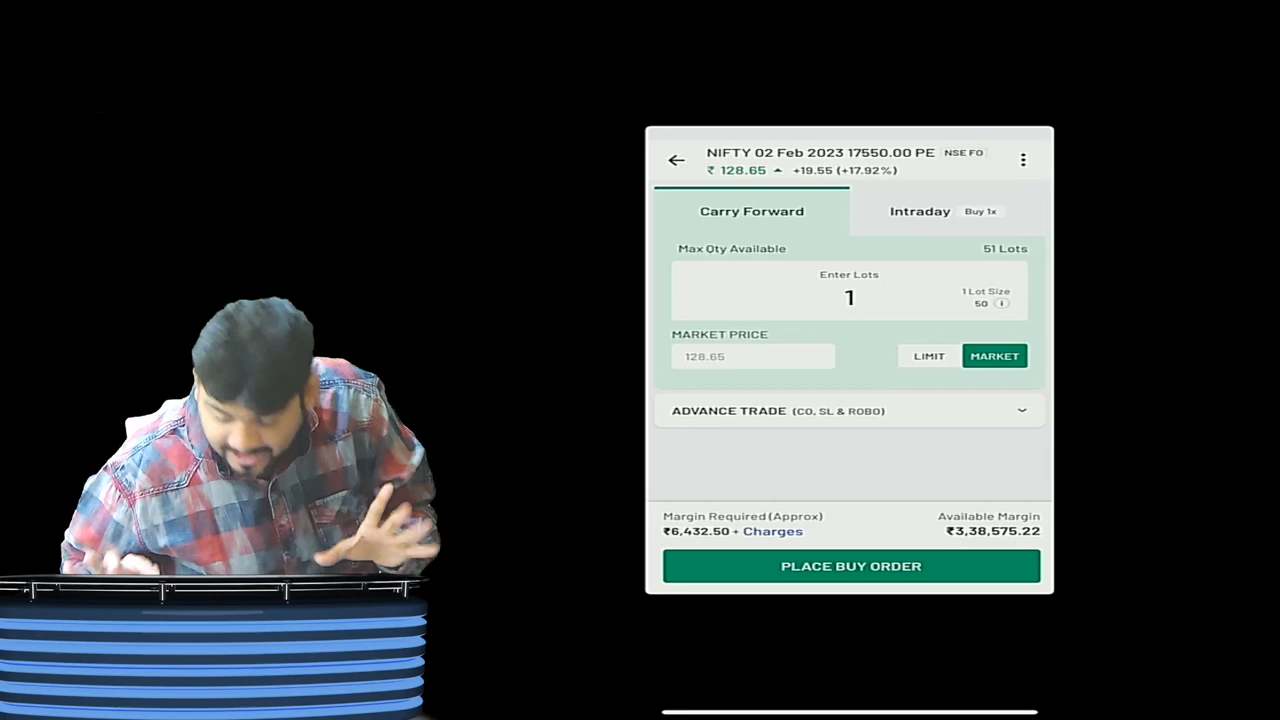 NIFTY 02 Feb 2023 17550.00 PE NSE FO
₹ 128.65 +19.55 (+17.92%)
Carry Forward Intraday Buy 1x
Max Qty Available 51 Lots
Enter Lots
1
1 Lot Size
50
MARKET PRICE
128.65 LIMIT MARKET
ADVANCE TRADE (CO, SL & ROBO)
Margin Required (Approx) Available Margin
₹6,432.50 + Charges ₹3,38,575.22
PLACE BUY ORDER